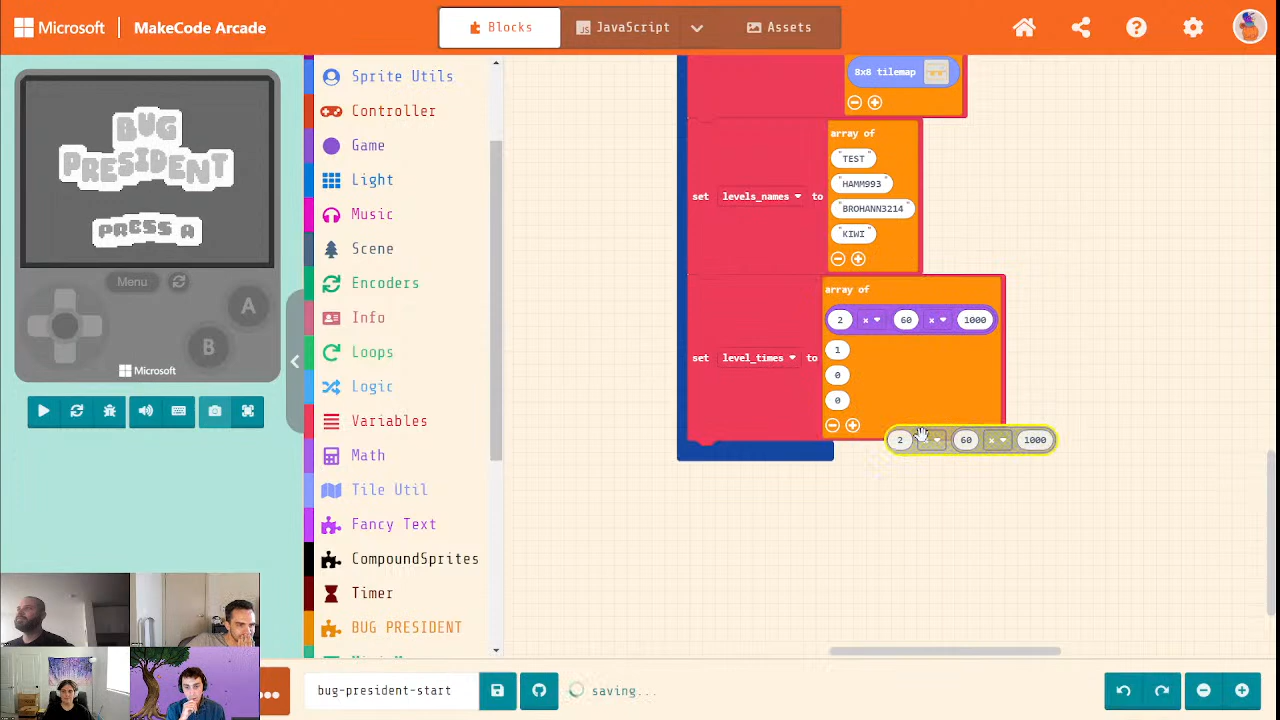 Microsoft
MakeCode Arcade
Blocks
JS JavaScript
Assets
BUG
PRESIDENT
PRESS A
Menu
A
B
Microsoft
Sprite Utils
Controller
Game
Light
Music
Scene
Encoders
Info
Loops
Logic
Variables
Math
Tile Util
Fancy Text
CompoundSprites
Timer
BUG PRESIDENT
8x8 tilemap
array of
"TEST"
"HAMM993"
set levels_names to
"BROHANN3214"
"KIWI"
array of
2 × 60 × 1000
1
set level_times to
0
0
2 60 × 1000
bug-president-start
saving...